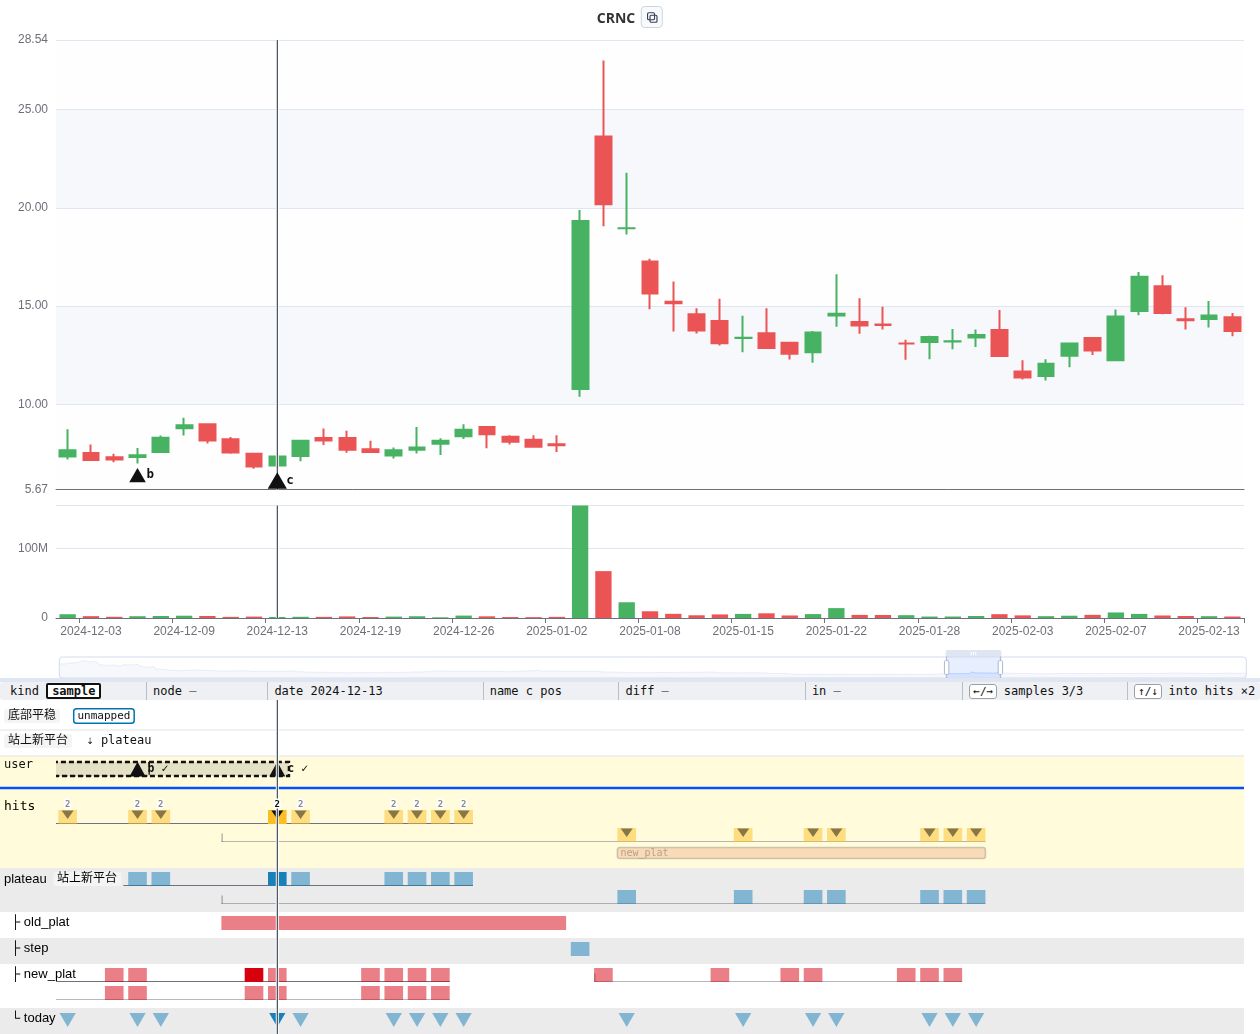 CRNC
28.54
25.00
20.00
15.00
10.00
5.67
b
c
100M
0
2024-12-03 2024-12-09 2024-12-13 2024-12-19 2024-12-26 2025-01-02 2025-01-08 2025-01-15 2025-01-22 2025-01-28 2025-02-03 2025-02-07 2025-02-13
kind sample node — date 2024-12-13 name c pos diff — in — ←/→ samples 3/3 ↑/↓ into hits ×2
底部平稳 unmapped
站上新平台 ↓ plateau
user b ✓ c ✓
hits 2 2 2 2 2 2 2 2 2
new_plat
plateau 站上新平台
├ old_plat
├ step
├ new_plat
└ today